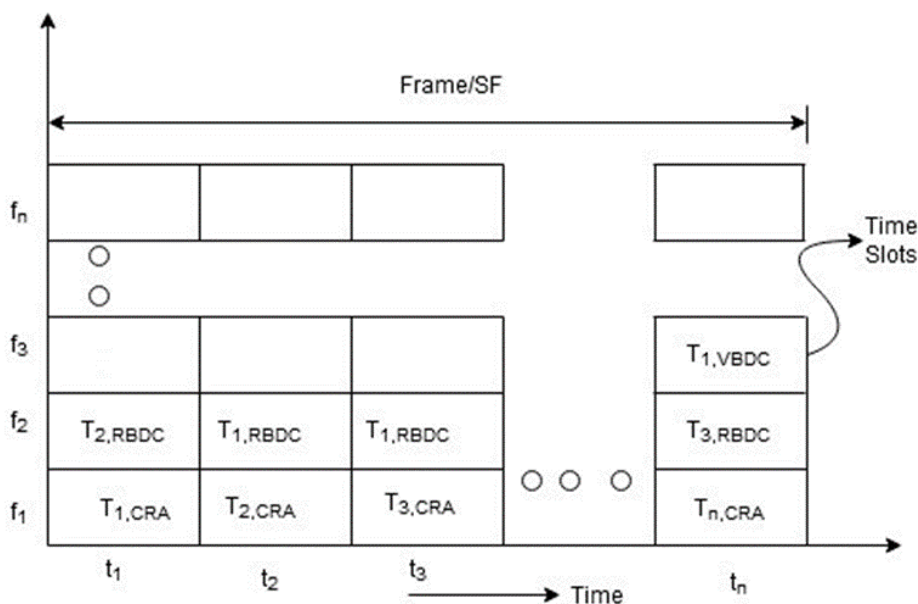 Frame/SF
fn
Time
Slots
f3
T1,VBDC
f2
T2,RBDC
T1,RBDC
T1,RBDC
T3,RBDC
f1
T1,CRA
T2,CRA
T3,CRA
Tn,CRA
t1
t2
t3
tn
Time